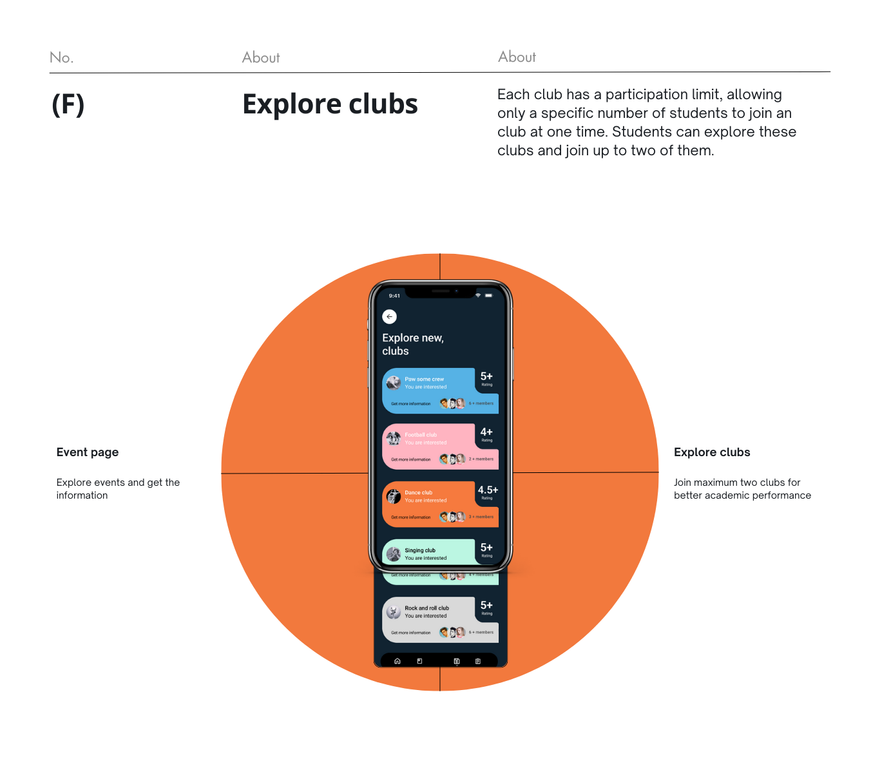 No.
About
About
(F)
Explore clubs
Each club has a participation limit, allowing
only a specific number of students to join an
club at one time. Students can explore these
clubs and join up to two of them.
Event page
Explore events and get the
information
9:41
Explore new,
clubs
Paw some crew
You are interested
5+
Rating
Get more information
6 + members
Football club
You are interested
4+
Rating
Get more information
2 + members
Dance club
You are interested
4.5+
Rating
Get more information
Singing club
You are interested
5+
Rating
Get more information
Rock and roll club
You are interested
5+
Rating
Get more information
6 + members
Explore clubs
Join maximum two clubs for
better academic performance